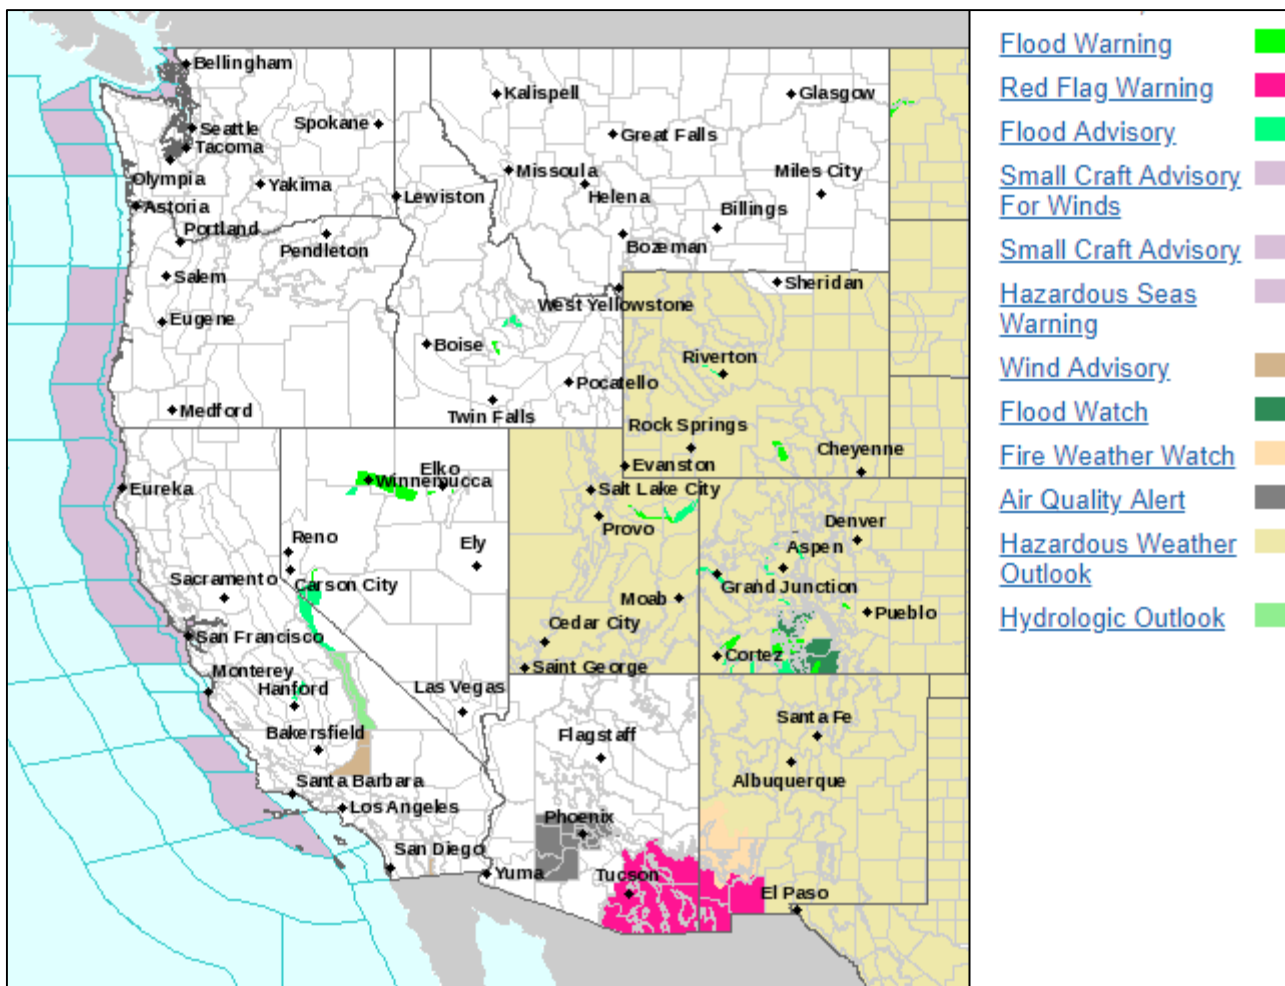 Bellingham
Seattle
Spokane
Tacoma
Olympia
Yakima
Astoria
Portland
Pendleton
Salem
Eugene
Medford
Kalispell
Glasgow
Great Falls
Missoula
Miles City
Helena
Lewiston
Billings
Bozeman
Sheridan
West Yellowstone
Boise
Riverton
Pocatello
Twin Falls
Rock Springs
Cheyenne
Evanston
Elko
Winnemucca
Eureka
Salt Lake City
Provo
Denver
Reno
Ely
Aspen
Sacramento
Carson City
Grand Junction
Moab
Pueblo
San Francisco
Cedar City
Cortez
Saint George
Monterey
Hanford
Las Vegas
Santa Fe
Bakersfield
Flagstaff
Albuquerque
Santa Barbara
Los Angeles
Phoenix
San Diego
Yuma
Tucson
El Paso
Flood Warning
Red Flag Warning
Flood Advisory
Small Craft Advisory
For Winds
Small Craft Advisory
Hazardous Seas
Warning
Wind Advisory
Flood Watch
Fire Weather Watch
Air Quality Alert
Hazardous Weather
Outlook
Hydrologic Outlook